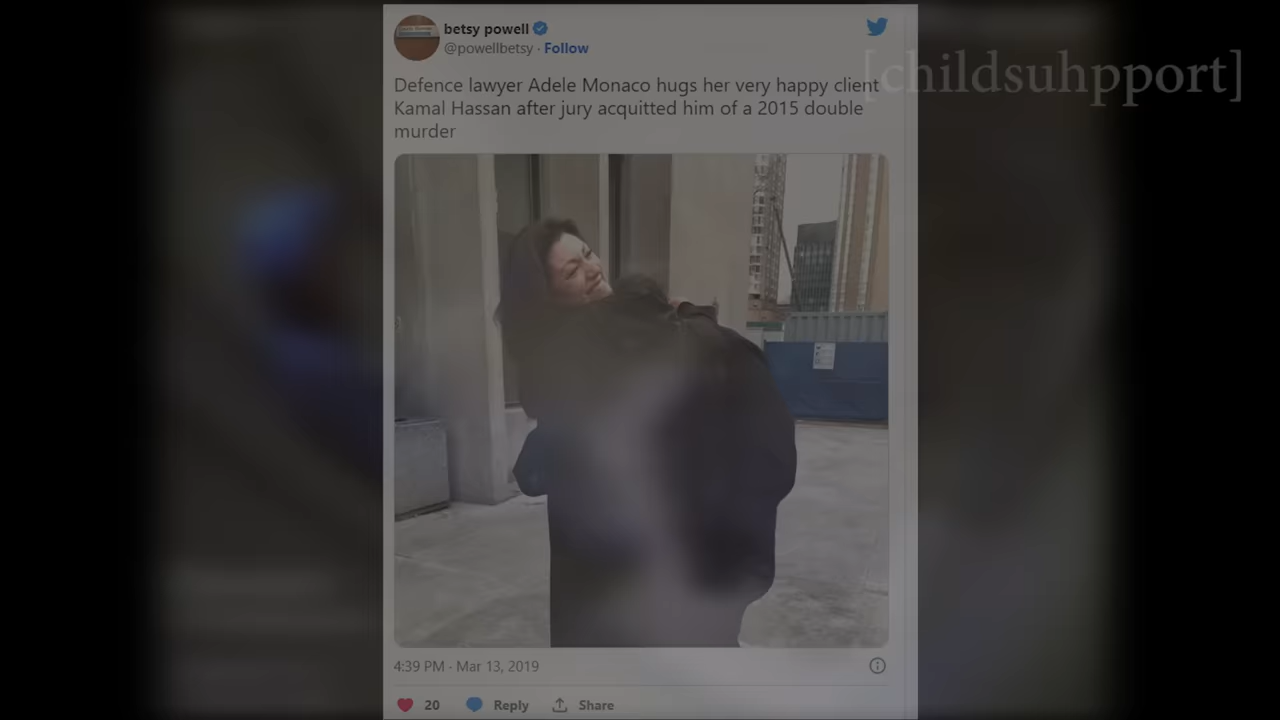 betsy powell
@powellbetsy · Follow
[childsuhpport]
Defence lawyer Adele Monaco hugs her very happy client
Kamal Hassan after jury acquitted him of a 2015 double
murder
4:39 PM · Mar 13, 2019
20 Reply Share